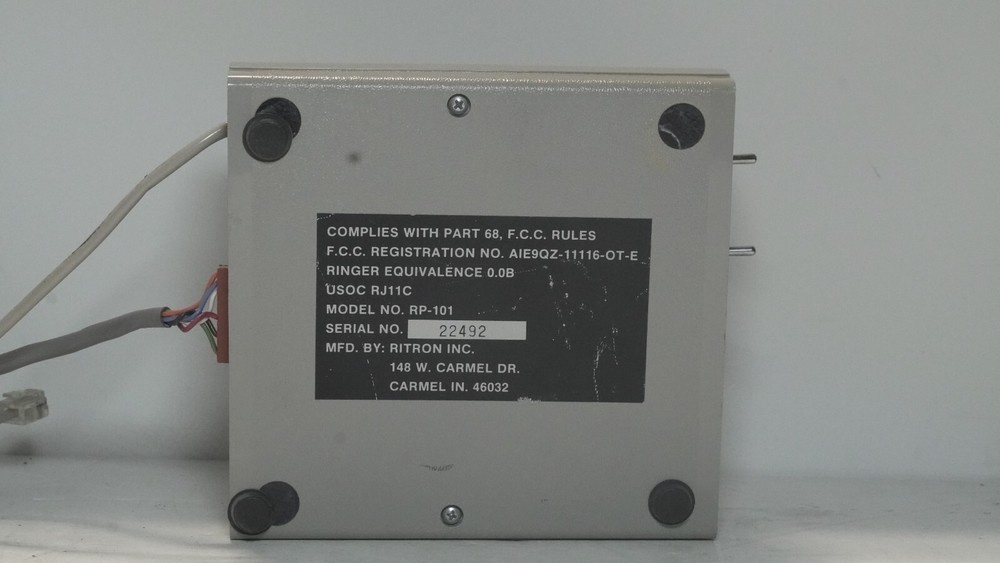 COMPLIES WITH PART 68, F.C.C. RULES
F.C.C. REGISTRATION NO. AIE9QZ-11116-OT-E
RINGER EQUIVALENCE 0.0B
USOC RJ11C
MODEL NO. RP-101
SERIAL NO. 22492
MFD. BY: RITRON INC.
148 W. CARMEL DR.
CARMEL IN. 46032